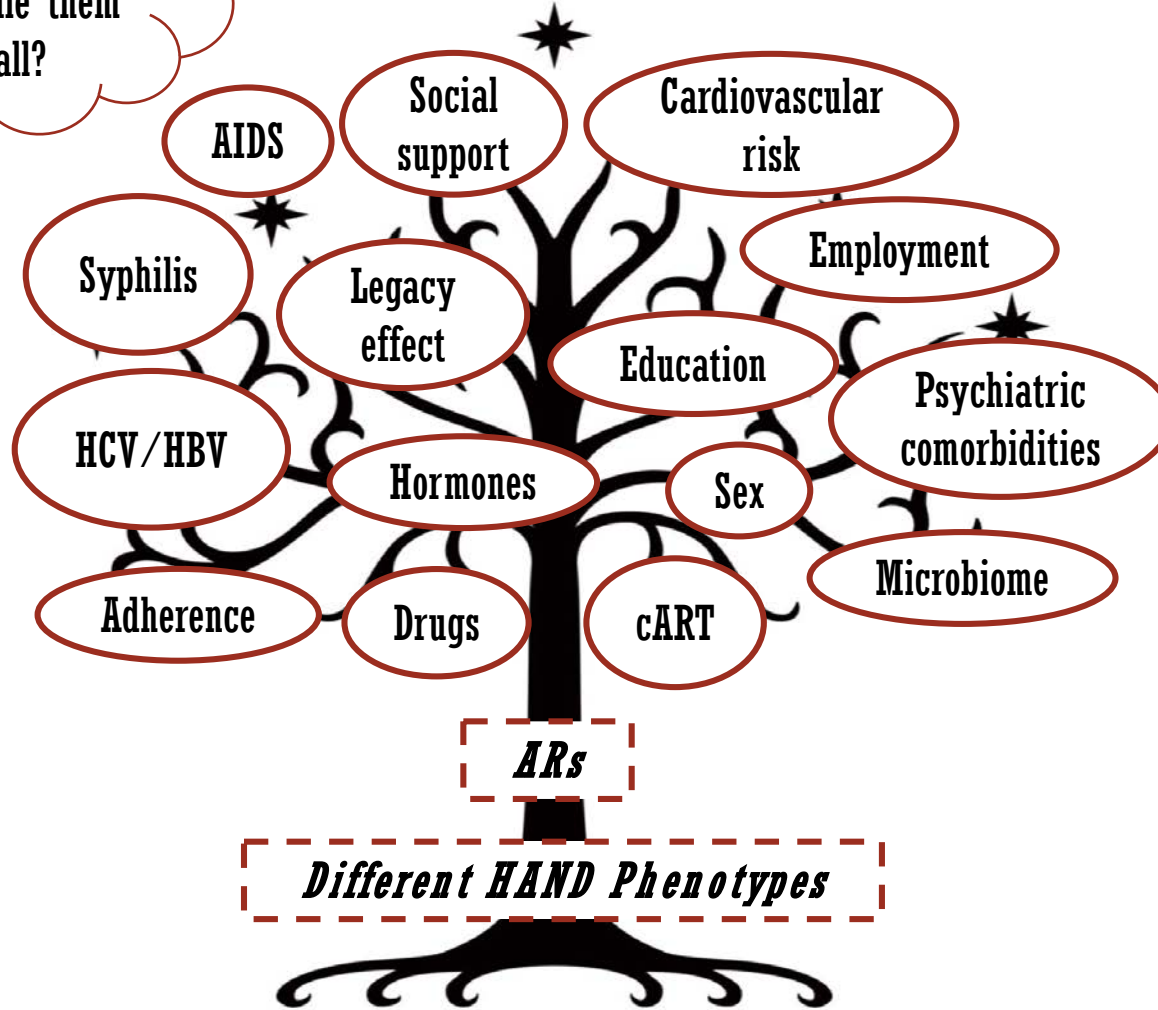 them
all?
AIDS
Social
support
Cardiovascular
risk
Syphilis
Legacy
effect
Employment
Education
Psychiatric
comorbidities
HCV/HBV
Hormones
Sex
Microbiome
Adherence
Drugs
cART
ARs
Different HAND Phenotypes